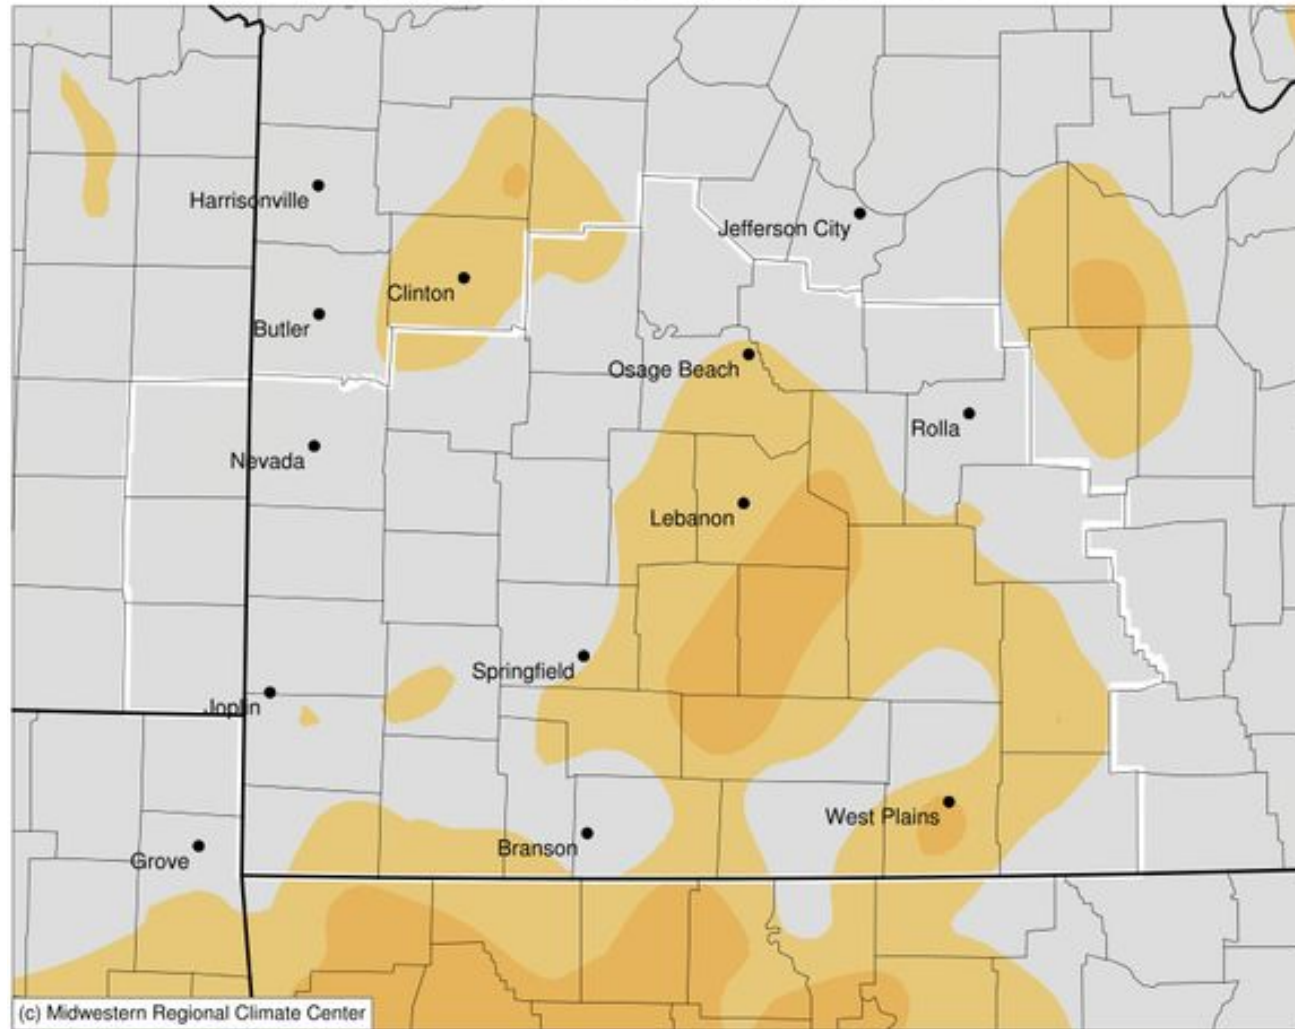 Harrisonville
Jefferson City
Clinton
Butler
Osage Beach
Rolla
Nevada
Lebanon
Springfield
Joplin
West Plains
Branson
Grove
(c) Midwestern Regional Climate Center